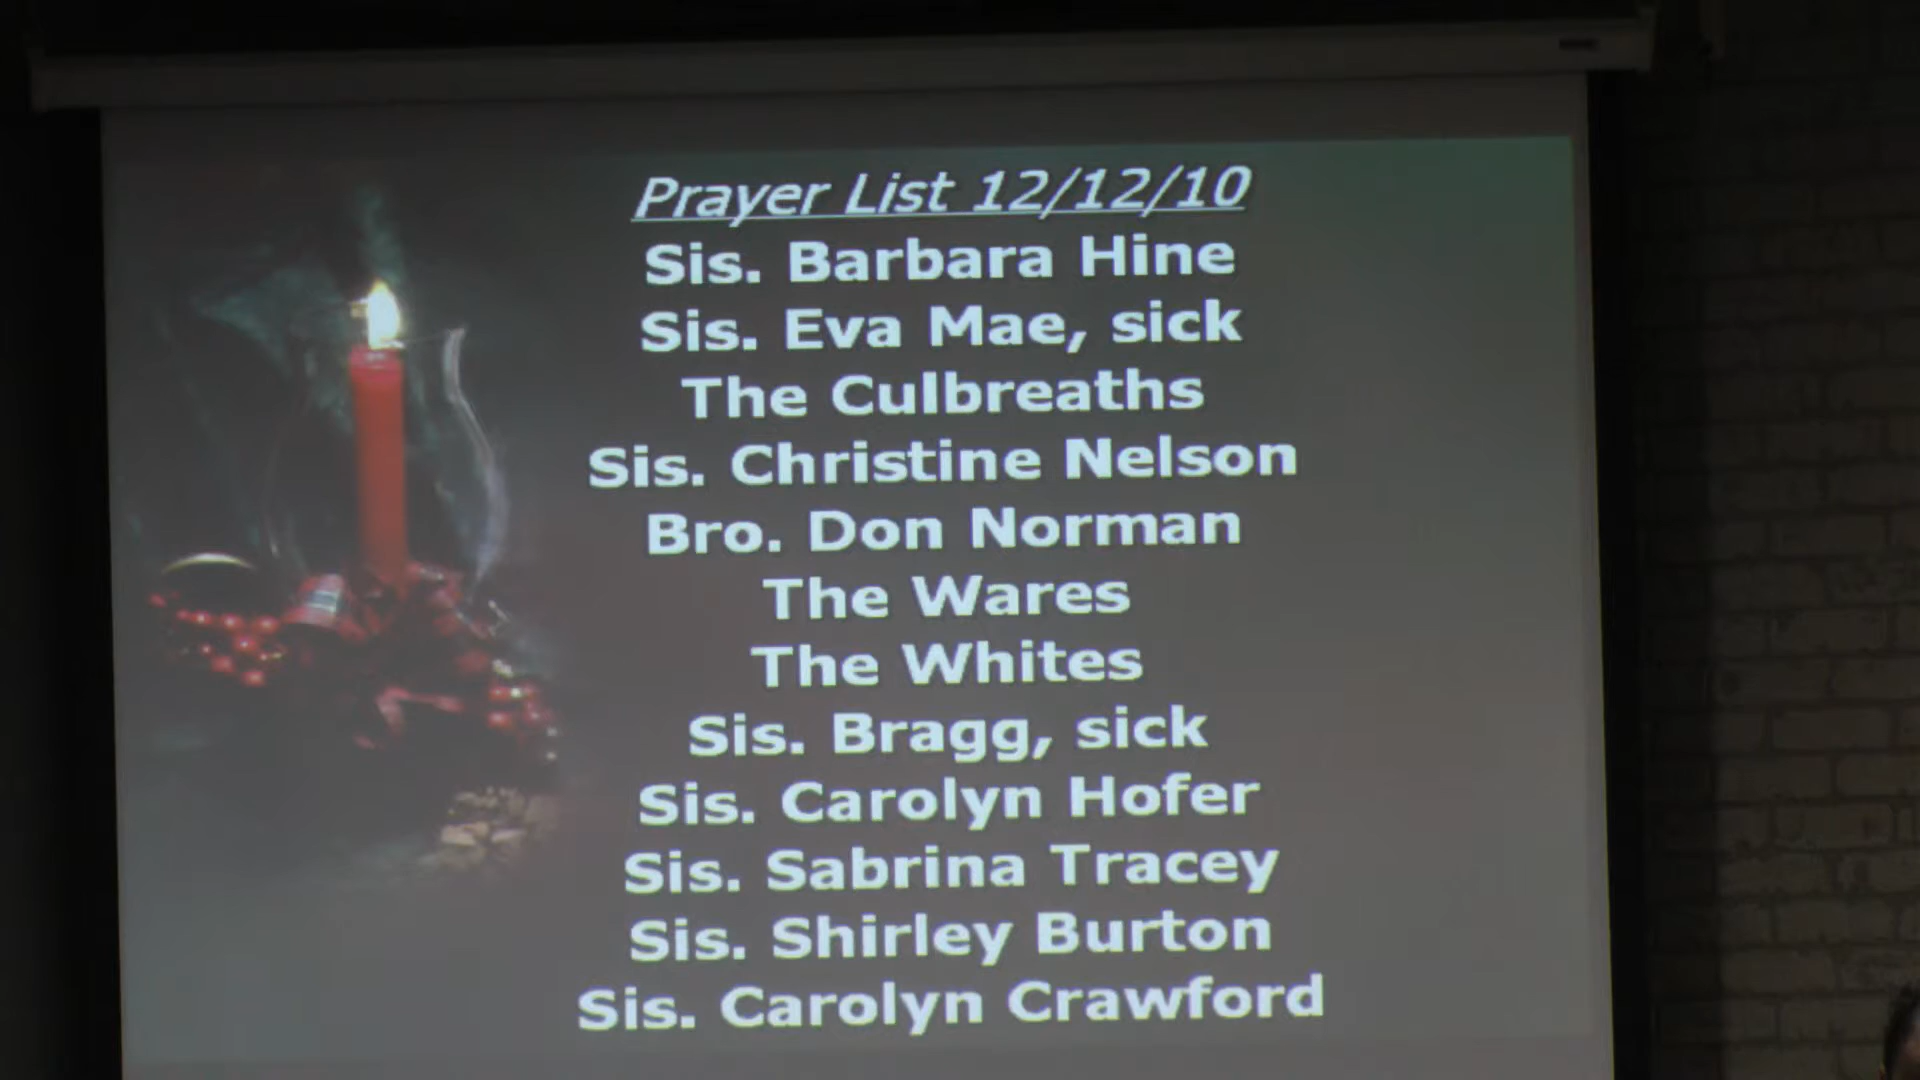 Prayer List 12/12/10
Sis. Barbara Hine
Sis. Eva Mae, sick
The Culbreaths
Sis. Christine Nelson
Bro. Don Norman
The Wares
The Whites
Sis. Bragg, sick
Sis. Carolyn Hofer
Sis. Sabrina Tracey
Sis. Shirley Burton
Sis. Carolyn Crawford